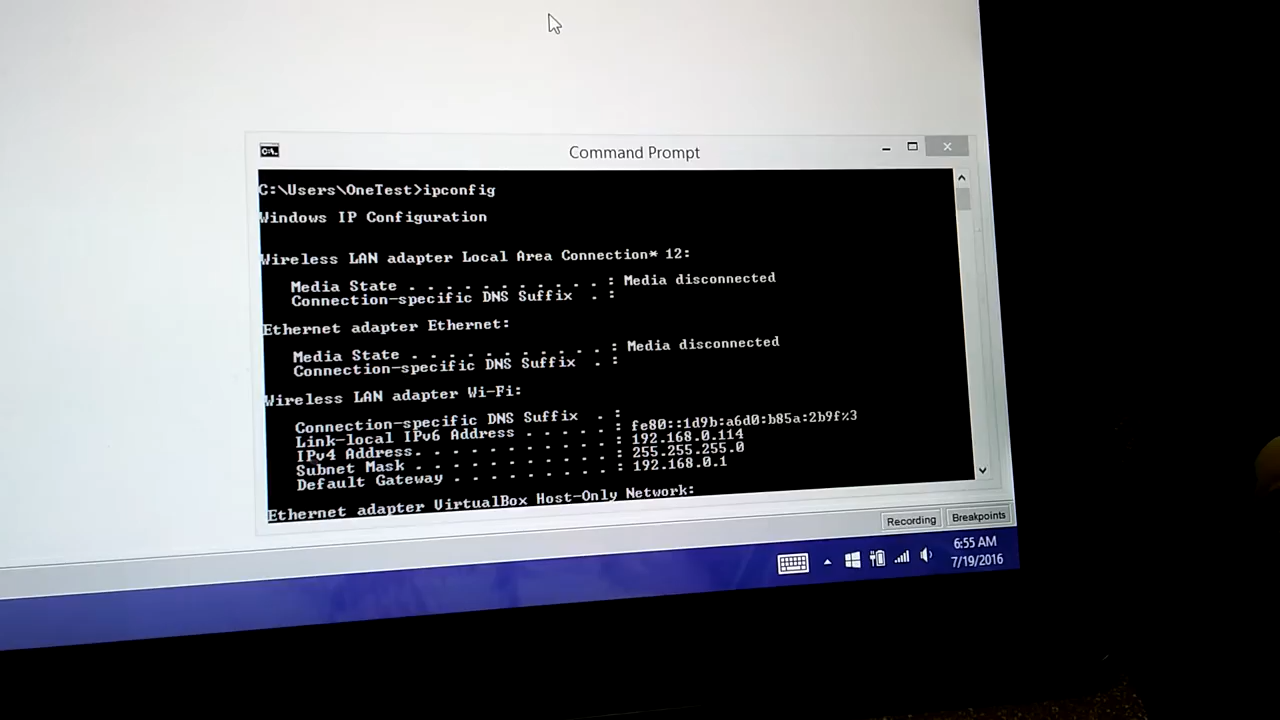 Command Prompt
C:\Users\OneTest>ipconfig
Windows IP Configuration
Wireless LAN adapter Local Area Connection* 12:
Media State . . . . . . . . . . . : Media disconnected
Connection-specific DNS Suffix  . :
Ethernet adapter Ethernet:
Media State . . . . . . . . . . . : Media disconnected
Connection-specific DNS Suffix  . :
Wireless LAN adapter Wi-Fi:
Connection-specific DNS Suffix  . :
Link-local IPv6 Address . . . . . : fe80::1d9b:a6d0:b85a:2b9f%3
IPv4 Address. . . . . . . . . . . : 192.168.0.114
Subnet Mask . . . . . . . . . . . : 255.255.255.0
Default Gateway . . . . . . . . . : 192.168.0.1
Ethernet adapter VirtualBox Host-Only Network:
Recording Breakpoints
6:55 AM
7/19/2016